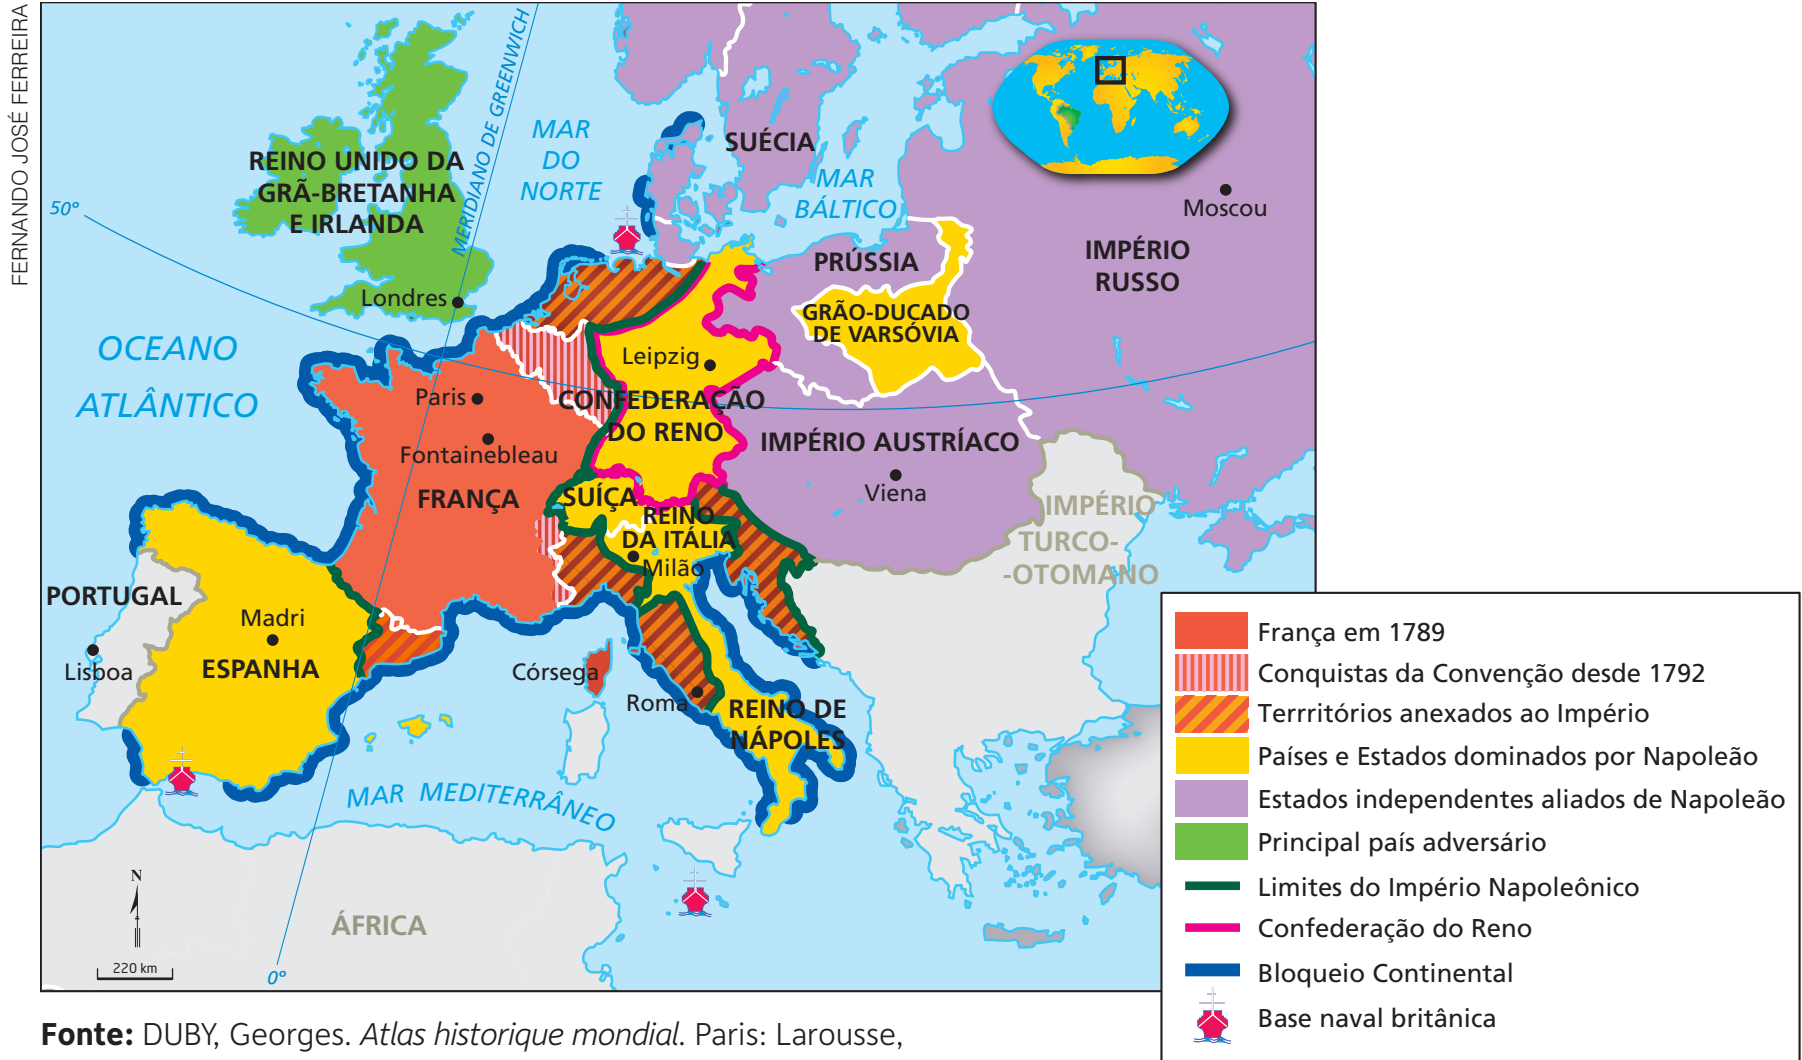 FERNANDO JOSÉ FERREIRA
REINO UNIDO DA
GRÃ-BRETANHA
E IRLANDA
Londres
MERIDIANO DE GREENWICH
MAR
DO
NORTE
SUÉCIA
MAR
BÁLTICO
Moscou
IMPÉRIO
RUSSO
PRÚSSIA
GRÃO-DUCADO
DE VARSÓVIA
50º
OCEANO
ATLÂNTICO
Leipzig
CONFEDERAÇÃO
DO RENO
Paris
Fontainebleau
FRANÇA
IMPÉRIO AUSTRÍACO
Viena
SUÍÇA
REINO
DA ITÁLIA
Milão
IMPÉRIO
TURCO-
-OTOMANO
PORTUGAL
Lisboa
Madri
ESPANHA
Córsega
Roma
REINO DE
NÁPOLES
MAR MEDITERRÂNEO
ÁFRICA
N
220 km
0º
França em 1789
Conquistas da Convenção desde 1792
Terrritórios anexados ao Império
Países e Estados dominados por Napoleão
Estados independentes aliados de Napoleão
Principal país adversário
Limites do Império Napoleônico
Confederação do Reno
Bloqueio Continental
Base naval britânica
Fonte: DUBY, Georges. Atlas historique mondial. Paris: Larousse,